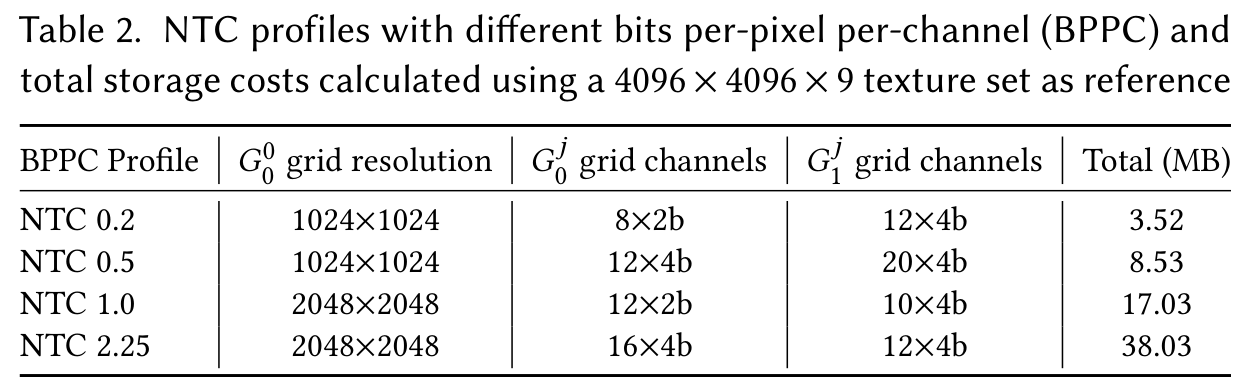 Table 2. NTC profiles with different bits per-pixel per-channel (BPPC) and
total storage costs calculated using a 4096 × 4096 × 9 texture set as reference
BPPC Profile | G_0^0 grid resolution | G_0^j grid channels | G_1^j grid channels | Total (MB)
NTC 0.2 | 1024×1024 | 8×2b | 12×4b | 3.52
NTC 0.5 | 1024×1024 | 12×4b | 20×4b | 8.53
NTC 1.0 | 2048×2048 | 12×2b | 10×4b | 17.03
NTC 2.25 | 2048×2048 | 16×4b | 12×4b | 38.03